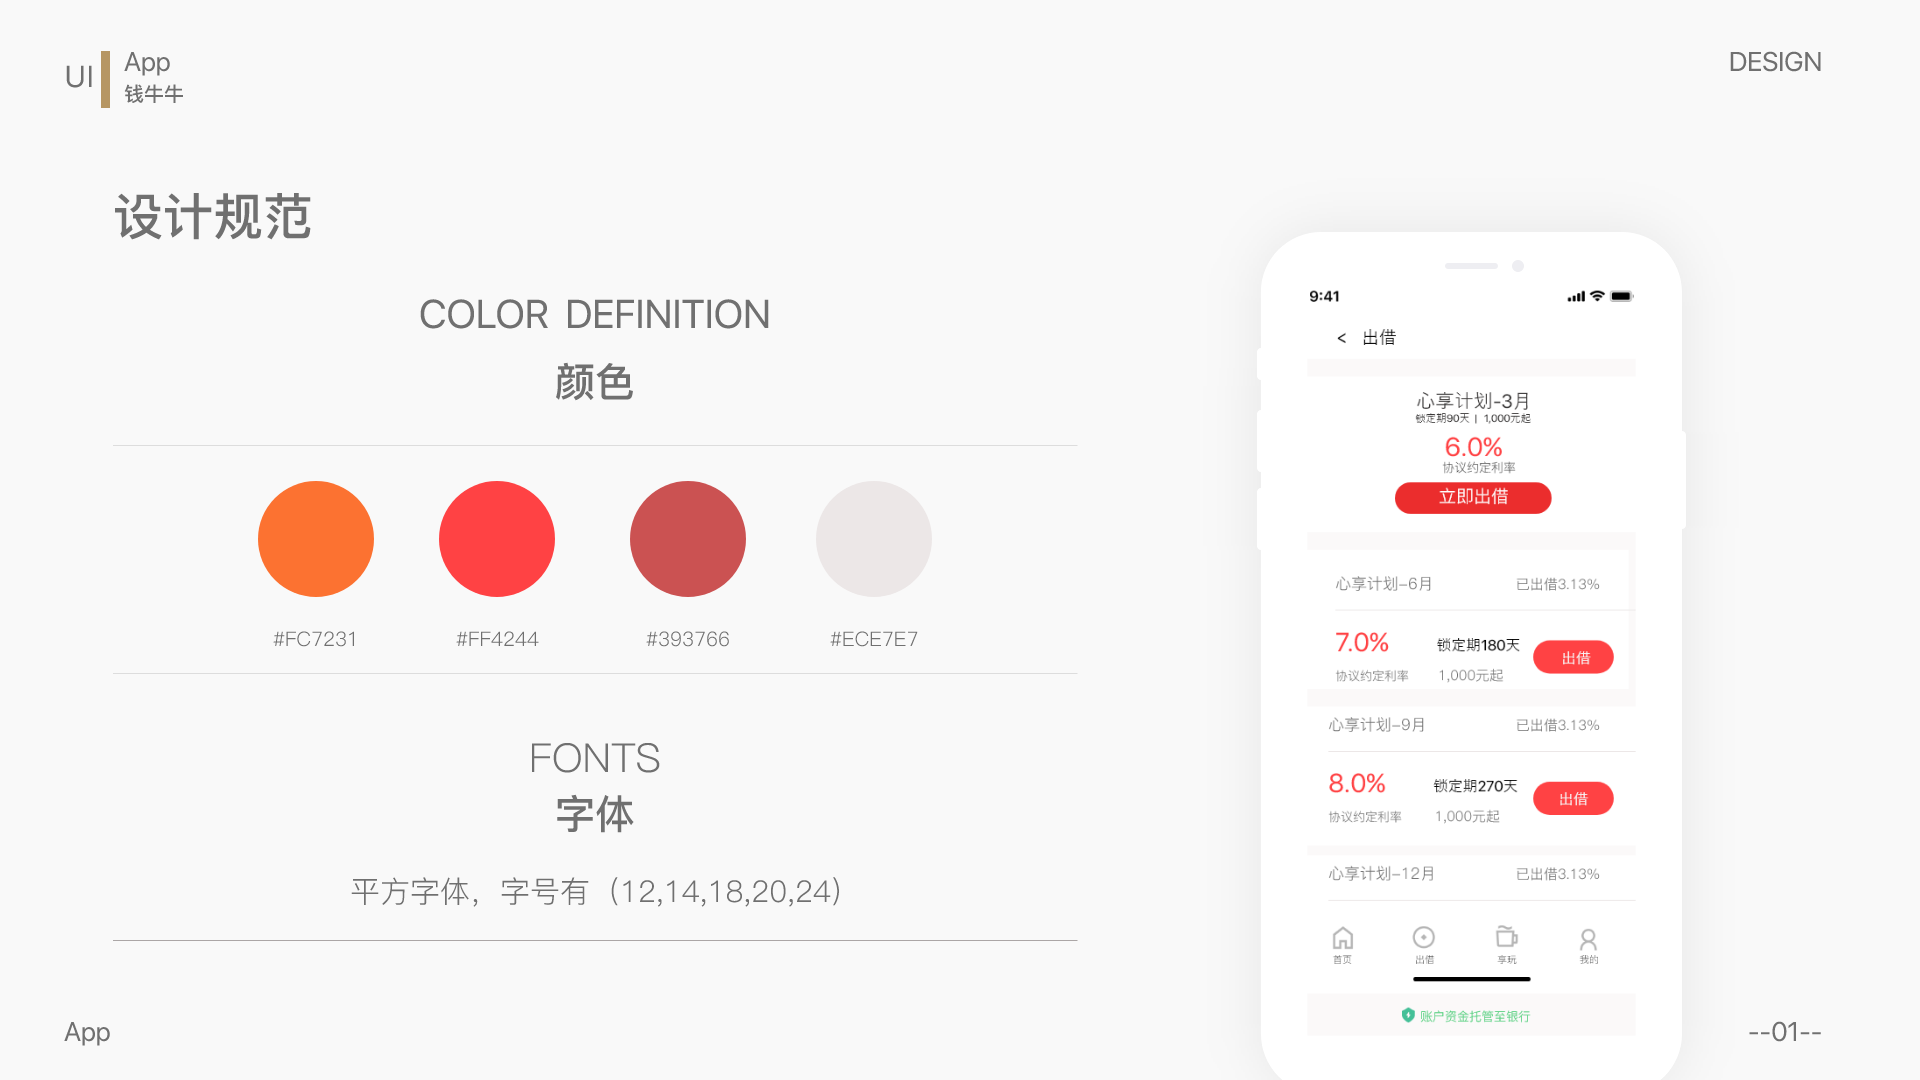 UI
App
钱牛牛
DESIGN
设计规范
COLOR DEFINITION
颜色
#FC7231
#FF4244
#393766
#ECE7E7
FONTS
字体
平方字体，字号有（12,14,18,20,24）
9:41
< 出借
心享计划-3月
锁定期90天 | 1,000元起
6.0%
协议约定利率
立即出借
心享计划-6月
已出借3.13%
7.0%
锁定期180天
出借
协议约定利率
1,000元起
心享计划-9月
已出借3.13%
8.0%
锁定期270天
出借
协议约定利率
1,000元起
心享计划-12月
已出借3.13%
首页
出借
享玩
我的
账户资金托管至银行
App
--01--